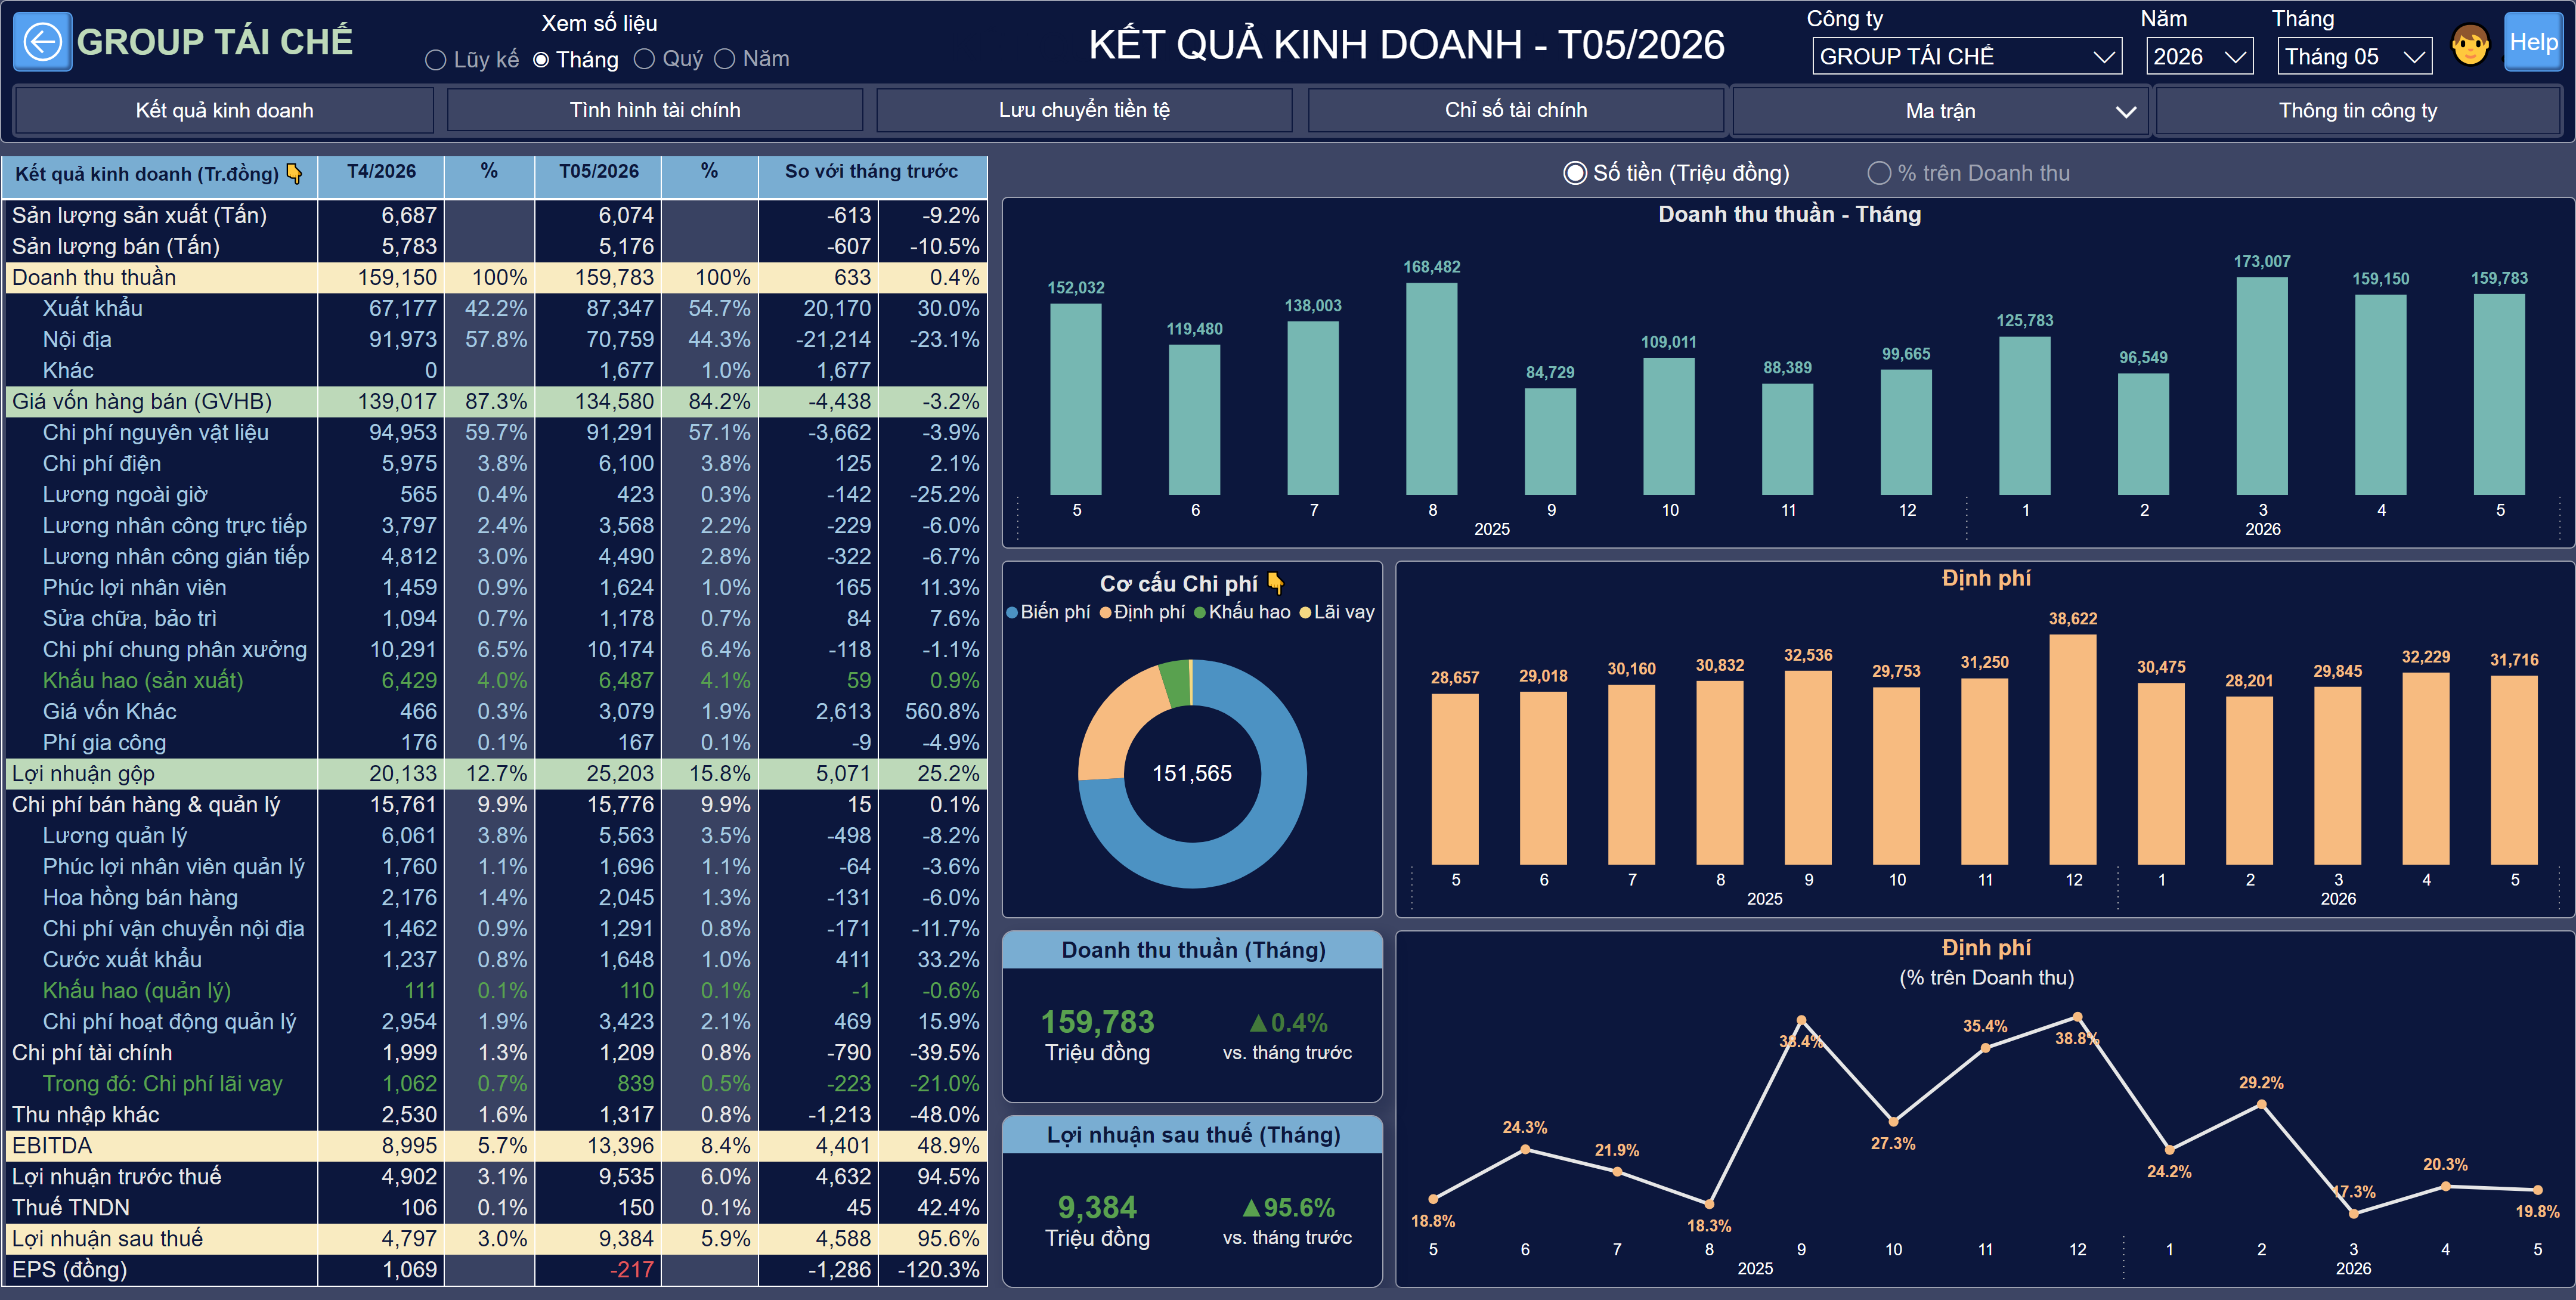 GROUP TÁI CHẾ
Xem số liệu
Lũy kế Tháng Quý Năm
KẾT QUẢ KINH DOANH - T05/2026
Công ty Năm Tháng
GROUP TÁI CHẾ 2026 Tháng 05
Help
Kết quả kinh doanh Tình hình tài chính Lưu chuyển tiền tệ Chỉ số tài chính Ma trận Thông tin công ty
Kết quả kinh doanh (Tr.đồng) T4/2026 % T05/2026 % So với tháng trước
Sản lượng sản xuất (Tấn) 6,687 6,074 -613 -9.2%
Sản lượng bán (Tấn) 5,783 5,176 -607 -10.5%
Doanh thu thuần 159,150 100% 159,783 100% 633 0.4%
Xuất khẩu 67,177 42.2% 87,347 54.7% 20,170 30.0%
Nội địa 91,973 57.8% 70,759 44.3% -21,214 -23.1%
Khác 0 1,677 1.0% 1,677
Giá vốn hàng bán (GVHB) 139,017 87.3% 134,580 84.2% -4,438 -3.2%
Chi phí nguyên vật liệu 94,953 59.7% 91,291 57.1% -3,662 -3.9%
Chi phí điện 5,975 3.8% 6,100 3.8% 125 2.1%
Lương ngoài giờ 565 0.4% 423 0.3% -142 -25.2%
Lương nhân công trực tiếp 3,797 2.4% 3,568 2.2% -229 -6.0%
Lương nhân công gián tiếp 4,812 3.0% 4,490 2.8% -322 -6.7%
Phúc lợi nhân viên 1,459 0.9% 1,624 1.0% 165 11.3%
Sửa chữa, bảo trì 1,094 0.7% 1,178 0.7% 84 7.6%
Chi phí chung phân xưởng 10,291 6.5% 10,174 6.4% -118 -1.1%
Khấu hao (sản xuất) 6,429 4.0% 6,487 4.1% 59 0.9%
Giá vốn Khác 466 0.3% 3,079 1.9% 2,613 560.8%
Phí gia công 176 0.1% 167 0.1% -9 -4.9%
Lợi nhuận gộp 20,133 12.7% 25,203 15.8% 5,071 25.2%
Chi phí bán hàng & quản lý 15,761 9.9% 15,776 9.9% 15 0.1%
Lương quản lý 6,061 3.8% 5,563 3.5% -498 -8.2%
Phúc lợi nhân viên quản lý 1,760 1.1% 1,696 1.1% -64 -3.6%
Hoa hồng bán hàng 2,176 1.4% 2,045 1.3% -131 -6.0%
Chi phí vận chuyển nội địa 1,462 0.9% 1,291 0.8% -171 -11.7%
Cước xuất khẩu 1,237 0.8% 1,648 1.0% 411 33.2%
Khấu hao (quản lý) 111 0.1% 110 0.1% -1 -0.6%
Chi phí hoạt động quản lý 2,954 1.9% 3,423 2.1% 469 15.9%
Chi phí tài chính 1,999 1.3% 1,209 0.8% -790 -39.5%
Trong đó: Chi phí lãi vay 1,062 0.7% 839 0.5% -223 -21.0%
Thu nhập khác 2,530 1.6% 1,317 0.8% -1,213 -48.0%
EBITDA 8,995 5.7% 13,396 8.4% 4,401 48.9%
Lợi nhuận trước thuế 4,902 3.1% 9,535 6.0% 4,632 94.5%
Thuế TNDN 106 0.1% 150 0.1% 45 42.4%
Lợi nhuận sau thuế 4,797 3.0% 9,384 5.9% 4,588 95.6%
EPS (đồng) 1,069 -217 -1,286 -120.3%
Số tiền (Triệu đồng) % trên Doanh thu
Doanh thu thuần - Tháng
152,032 119,480 138,003 168,482 84,729 109,011 88,389 99,665 125,783 96,549 173,007 159,150 159,783
5 6 7 8 9 10 11 12 1 2 3 4 5
2025 2026
Cơ cấu Chi phí
Biến phí Định phí Khấu hao Lãi vay
151,565
Định phí
28,657 29,018 30,160 30,832 32,536 29,753 31,250 38,622 30,475 28,201 29,845 32,229 31,716
5 6 7 8 9 10 11 12 1 2 3 4 5
2025 2026
Doanh thu thuần (Tháng)
159,783 ▲0.4%
Triệu đồng vs. tháng trước
Lợi nhuận sau thuế (Tháng)
9,384 ▲95.6%
Triệu đồng vs. tháng trước
Định phí
(% trên Doanh thu)
18.8% 24.3% 21.9% 18.3% 38.4% 27.3% 35.4% 38.8% 24.2% 29.2% 17.3% 20.3% 19.8%
5 6 7 8 9 10 11 12 1 2 3 4 5
2025 2026